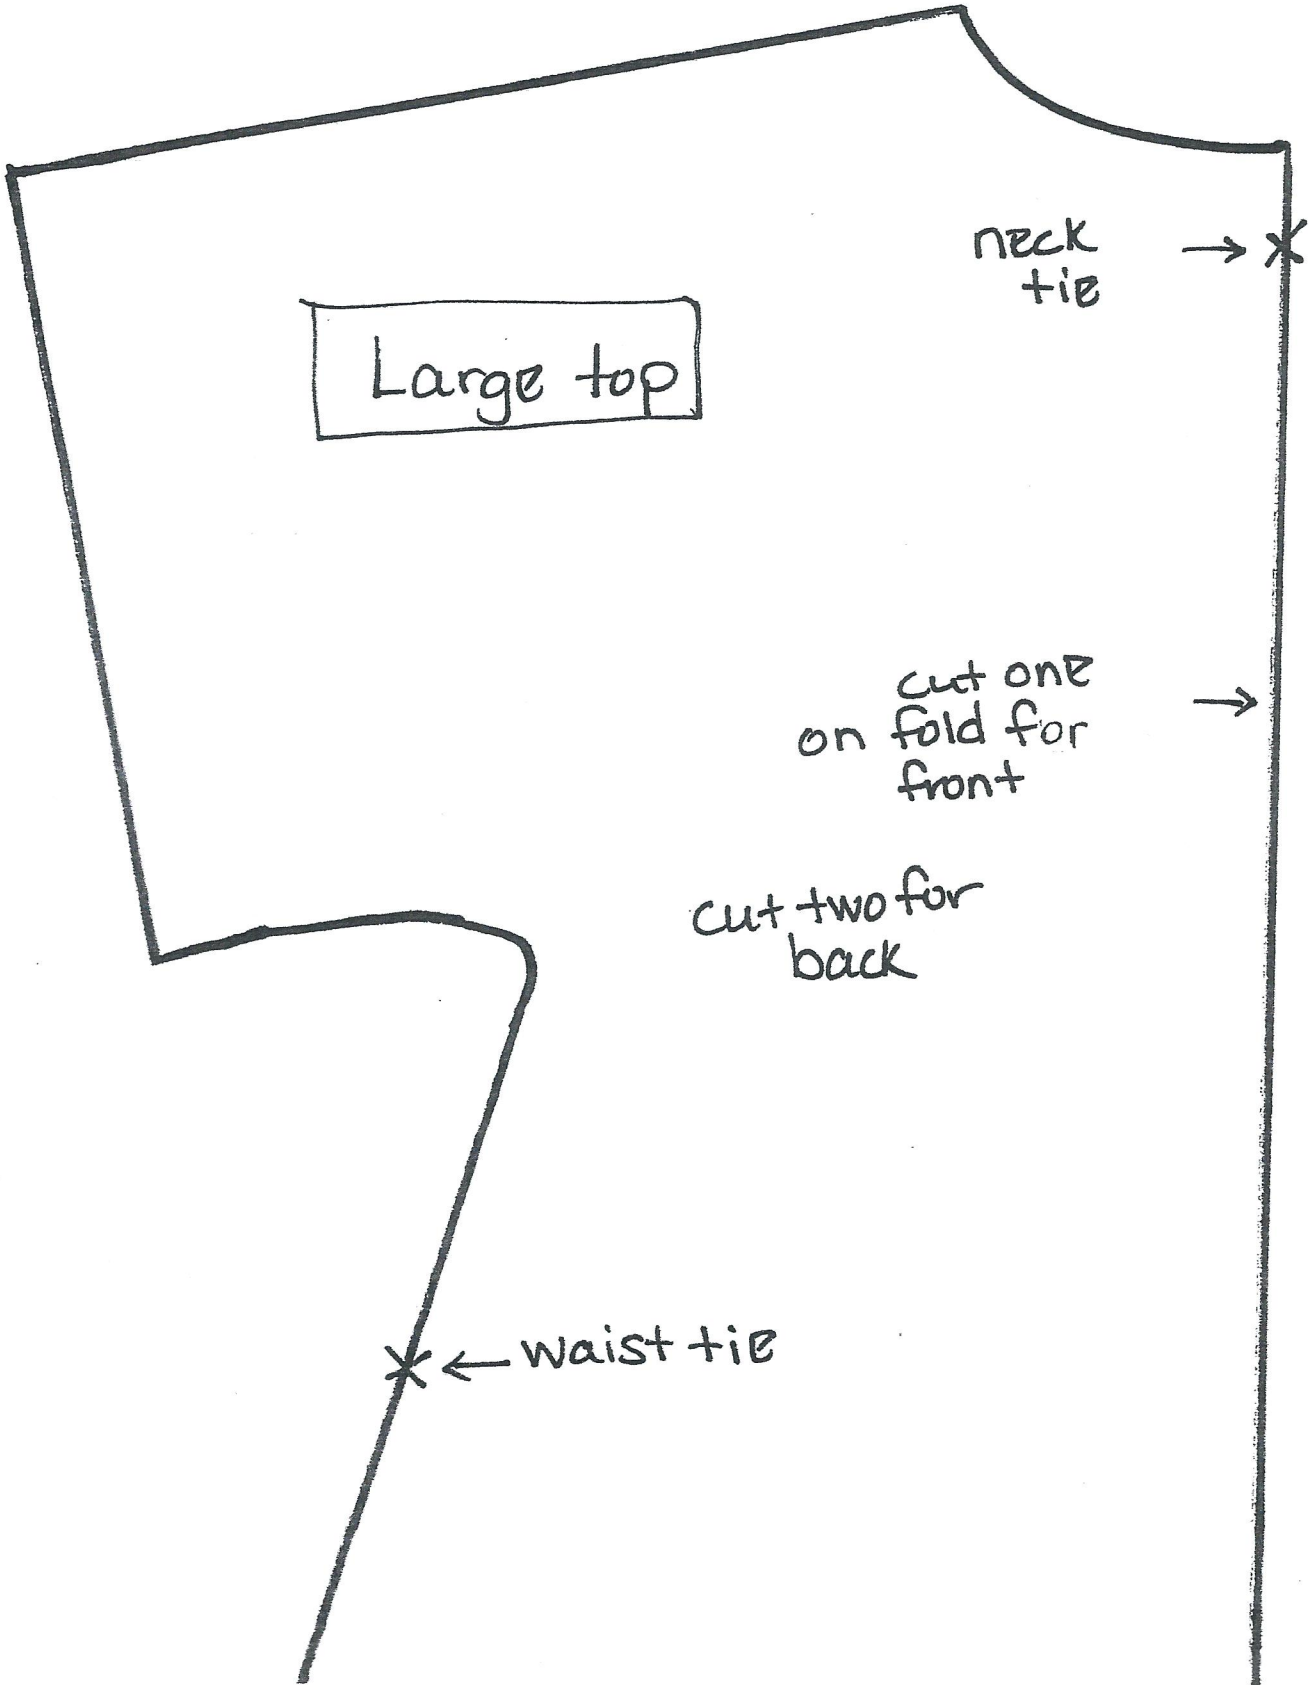 neck
tie
Large top
cut one
on fold for
front
cut two for
back
waist tie